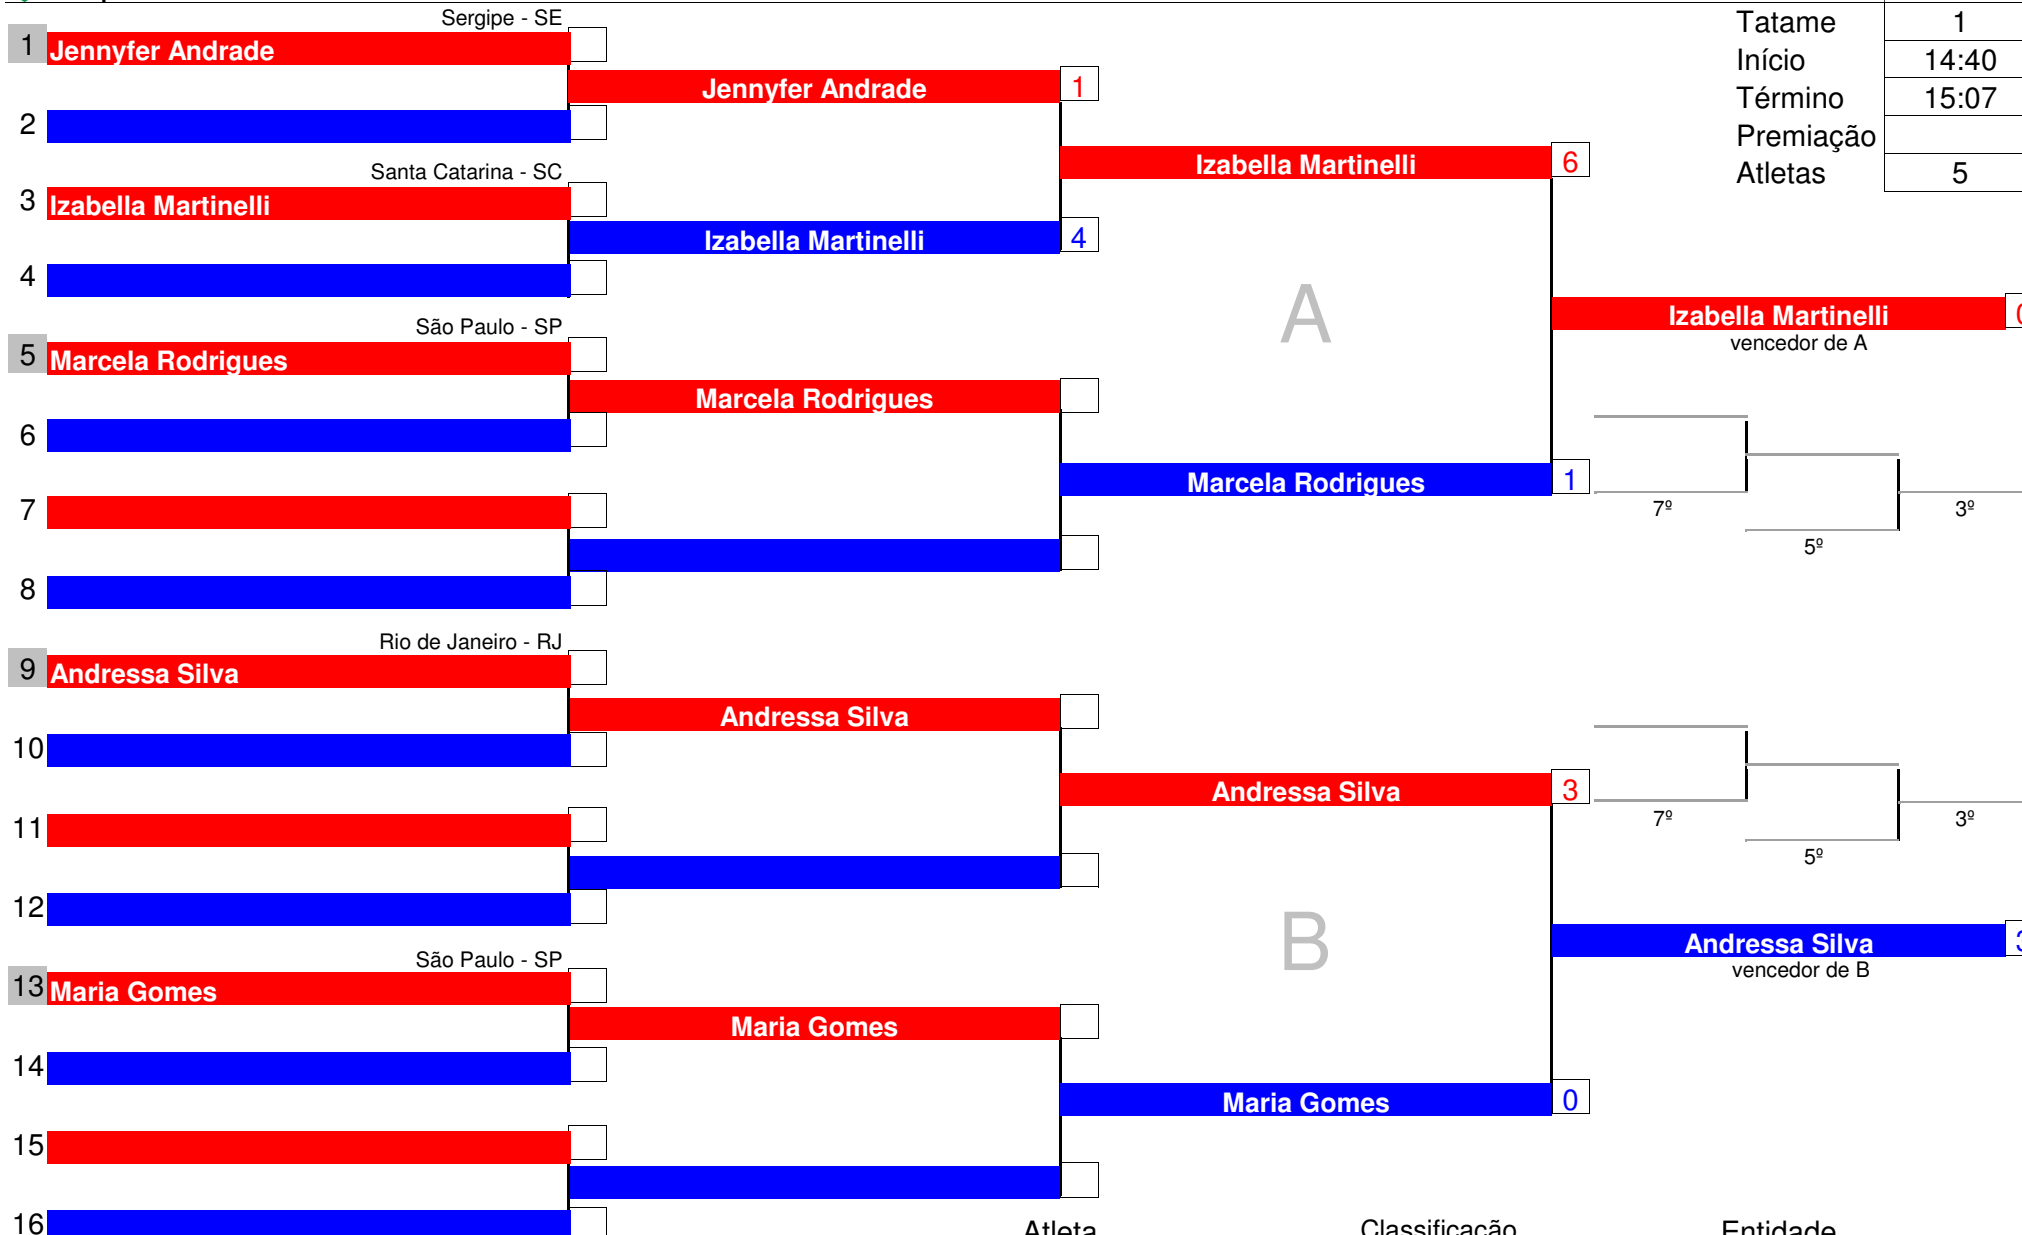 Sergipe - SE
Tatame 1
1 Jennyfer Andrade
Início 14:40
Jennyfer Andrade 1
Término 15:07
2
Premiação
Izabella Martinelli 6
Santa Catarina - SC
Atletas 5
3 Izabella Martinelli
Izabella Martinelli 4
4
A
São Paulo - SP
Izabella Martinelli
vencedor de A
5 Marcela Rodrigues
Marcela Rodrigues
6
Marcela Rodrigues 1
7
7º
3º
5º
8
Rio de Janeiro - RJ
9 Andressa Silva
Andressa Silva
10
Andressa Silva 3
7º
3º
11
5º
12
B
Andressa Silva
vencedor de B
São Paulo - SP
13 Maria Gomes
Maria Gomes
14
Maria Gomes 0
15
16
Atleta Classificação Entidade